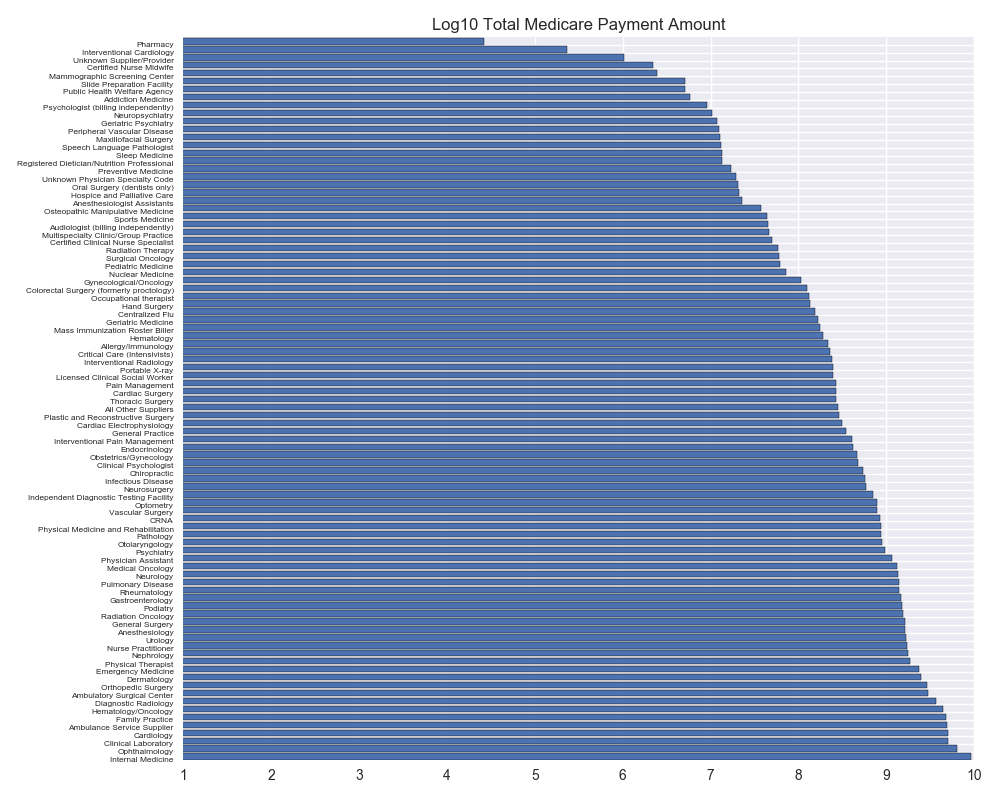 Log10 Total Medicare Payment Amount
Pharmacy
Interventional Cardiology
Unknown Supplier/Provider
Certified Nurse Midwife
Mammographic Screening Center
Slide Preparation Facility
Public Health Welfare Agency
Addiction Medicine
Psychologist (billing independently)
Neuropsychiatry
Geriatric Psychiatry
Peripheral Vascular Disease
Maxillofacial Surgery
Speech Language Pathologist
Sleep Medicine
Registered Dietician/Nutrition Professional
Preventive Medicine
Unknown Physician Specialty Code
Oral Surgery (dentists only)
Hospice and Palliative Care
Anesthesiologist Assistants
Osteopathic Manipulative Medicine
Sports Medicine
Audiologist (billing independently)
Multispecialty Clinic/Group Practice
Certified Clinical Nurse Specialist
Radiation Therapy
Surgical Oncology
Pediatric Medicine
Nuclear Medicine
Gynecological/Oncology
Colorectal Surgery (formerly proctology)
Occupational therapist
Hand Surgery
Centralized Flu
Geriatric Medicine
Mass Immunization Roster Biller
Hematology
Allergy/Immunology
Critical Care (Intensivists)
Interventional Radiology
Portable X-ray
Licensed Clinical Social Worker
Pain Management
Cardiac Surgery
Thoracic Surgery
All Other Suppliers
Plastic and Reconstructive Surgery
Cardiac Electrophysiology
General Practice
Interventional Pain Management
Endocrinology
Obstetrics/Gynecology
Clinical Psychologist
Chiropractic
Infectious Disease
Neurosurgery
Independent Diagnostic Testing Facility
Optometry
Vascular Surgery
CRNA
Physical Medicine and Rehabilitation
Pathology
Otolaryngology
Psychiatry
Physician Assistant
Medical Oncology
Neurology
Pulmonary Disease
Rheumatology
Gastroenterology
Podiatry
Radiation Oncology
General Surgery
Anesthesiology
Urology
Nurse Practitioner
Nephrology
Physical Therapist
Emergency Medicine
Dermatology
Orthopedic Surgery
Ambulatory Surgical Center
Diagnostic Radiology
Hematology/Oncology
Family Practice
Ambulance Service Supplier
Cardiology
Clinical Laboratory
Ophthalmology
Internal Medicine
1 2 3 4 5 6 7 8 9 10